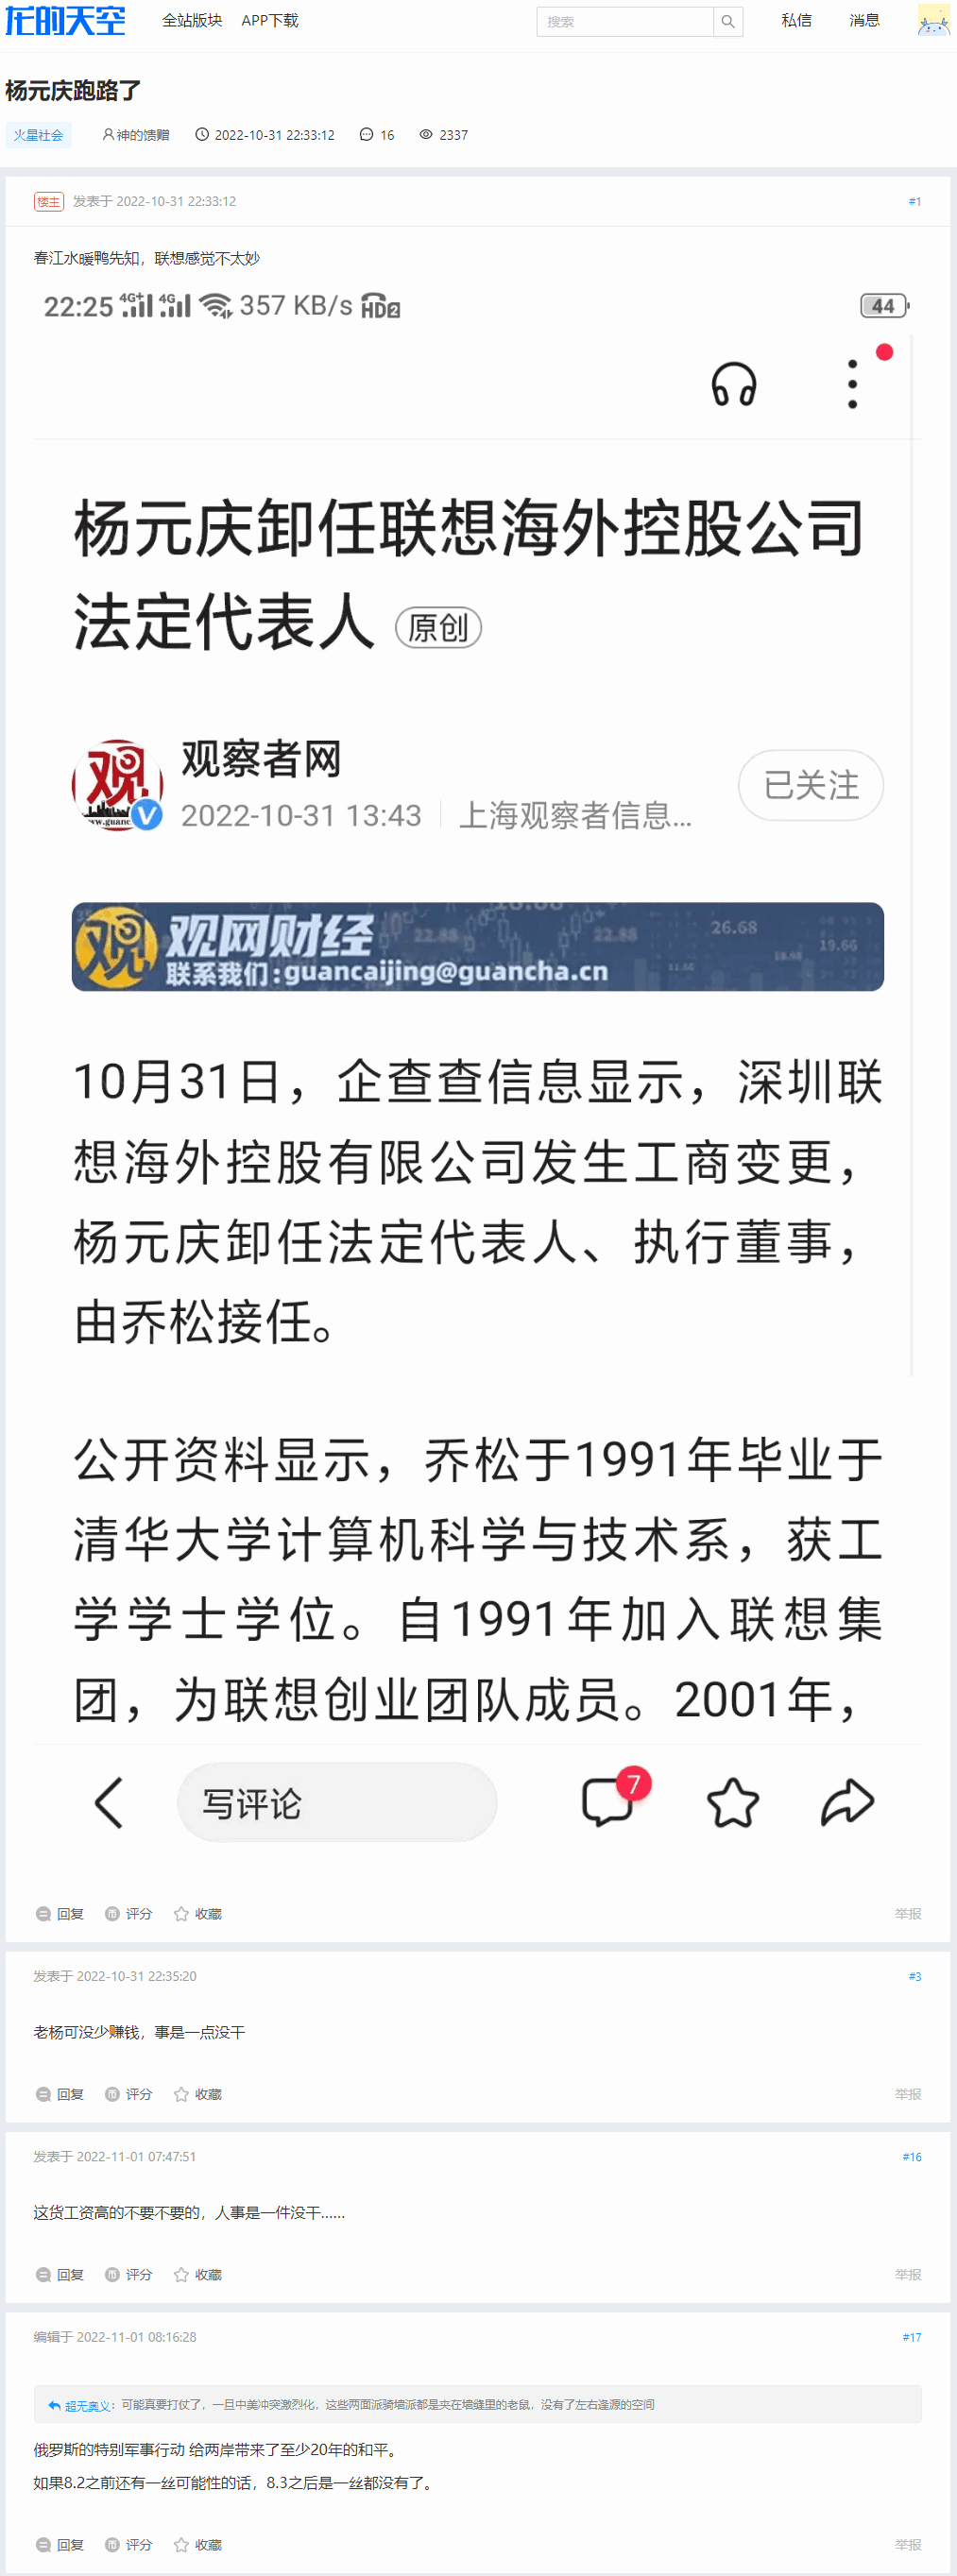 龙的天空 全站版块 APP下载 搜索 私信 消息
杨元庆跑路了
火星社会 神的馈赠 2022-10-31 22:33:12 16 2337
楼主 发表于 2022-10-31 22:33:12 #1
春江水暖鸭先知，联想感觉不太妙
22:25 4G+ 4G 357 KB/s HD2 44
杨元庆卸任联想海外控股公司
法定代表人 原创
观 www.guanc V
观察者网
2022-10-31 13:43 上海观察者信息... 已关注
观 观网财经
联系我们:guancaijing@guancha.cn
22.88 22.88 26.68 19.66 18.60 11.60
10月31日，企查查信息显示，深圳联
想海外控股有限公司发生工商变更，
杨元庆卸任法定代表人、执行董事，
由乔松接任。
公开资料显示，乔松于1991年毕业于
清华大学计算机科学与技术系，获工
学学士学位。自1991年加入联想集
团，为联想创业团队成员。2001年，
写评论 7
回复 评分 收藏 举报
发表于 2022-10-31 22:35:20 #3
老杨可没少赚钱，事是一点没干
回复 评分 收藏 举报
发表于 2022-11-01 07:47:51 #16
这货工资高的不要不要的，人事是一件没干......
回复 评分 收藏 举报
编辑于 2022-11-01 08:16:28 #17
超无奥义：可能真要打仗了，一旦中美冲突激烈化，这些两面派骑墙派都是夹在墙缝里的老鼠，没有了左右逢源的空间
俄罗斯的特别军事行动 给两岸带来了至少20年的和平。
如果8.2之前还有一丝可能性的话，8.3之后是一丝都没有了。
回复 评分 收藏 举报